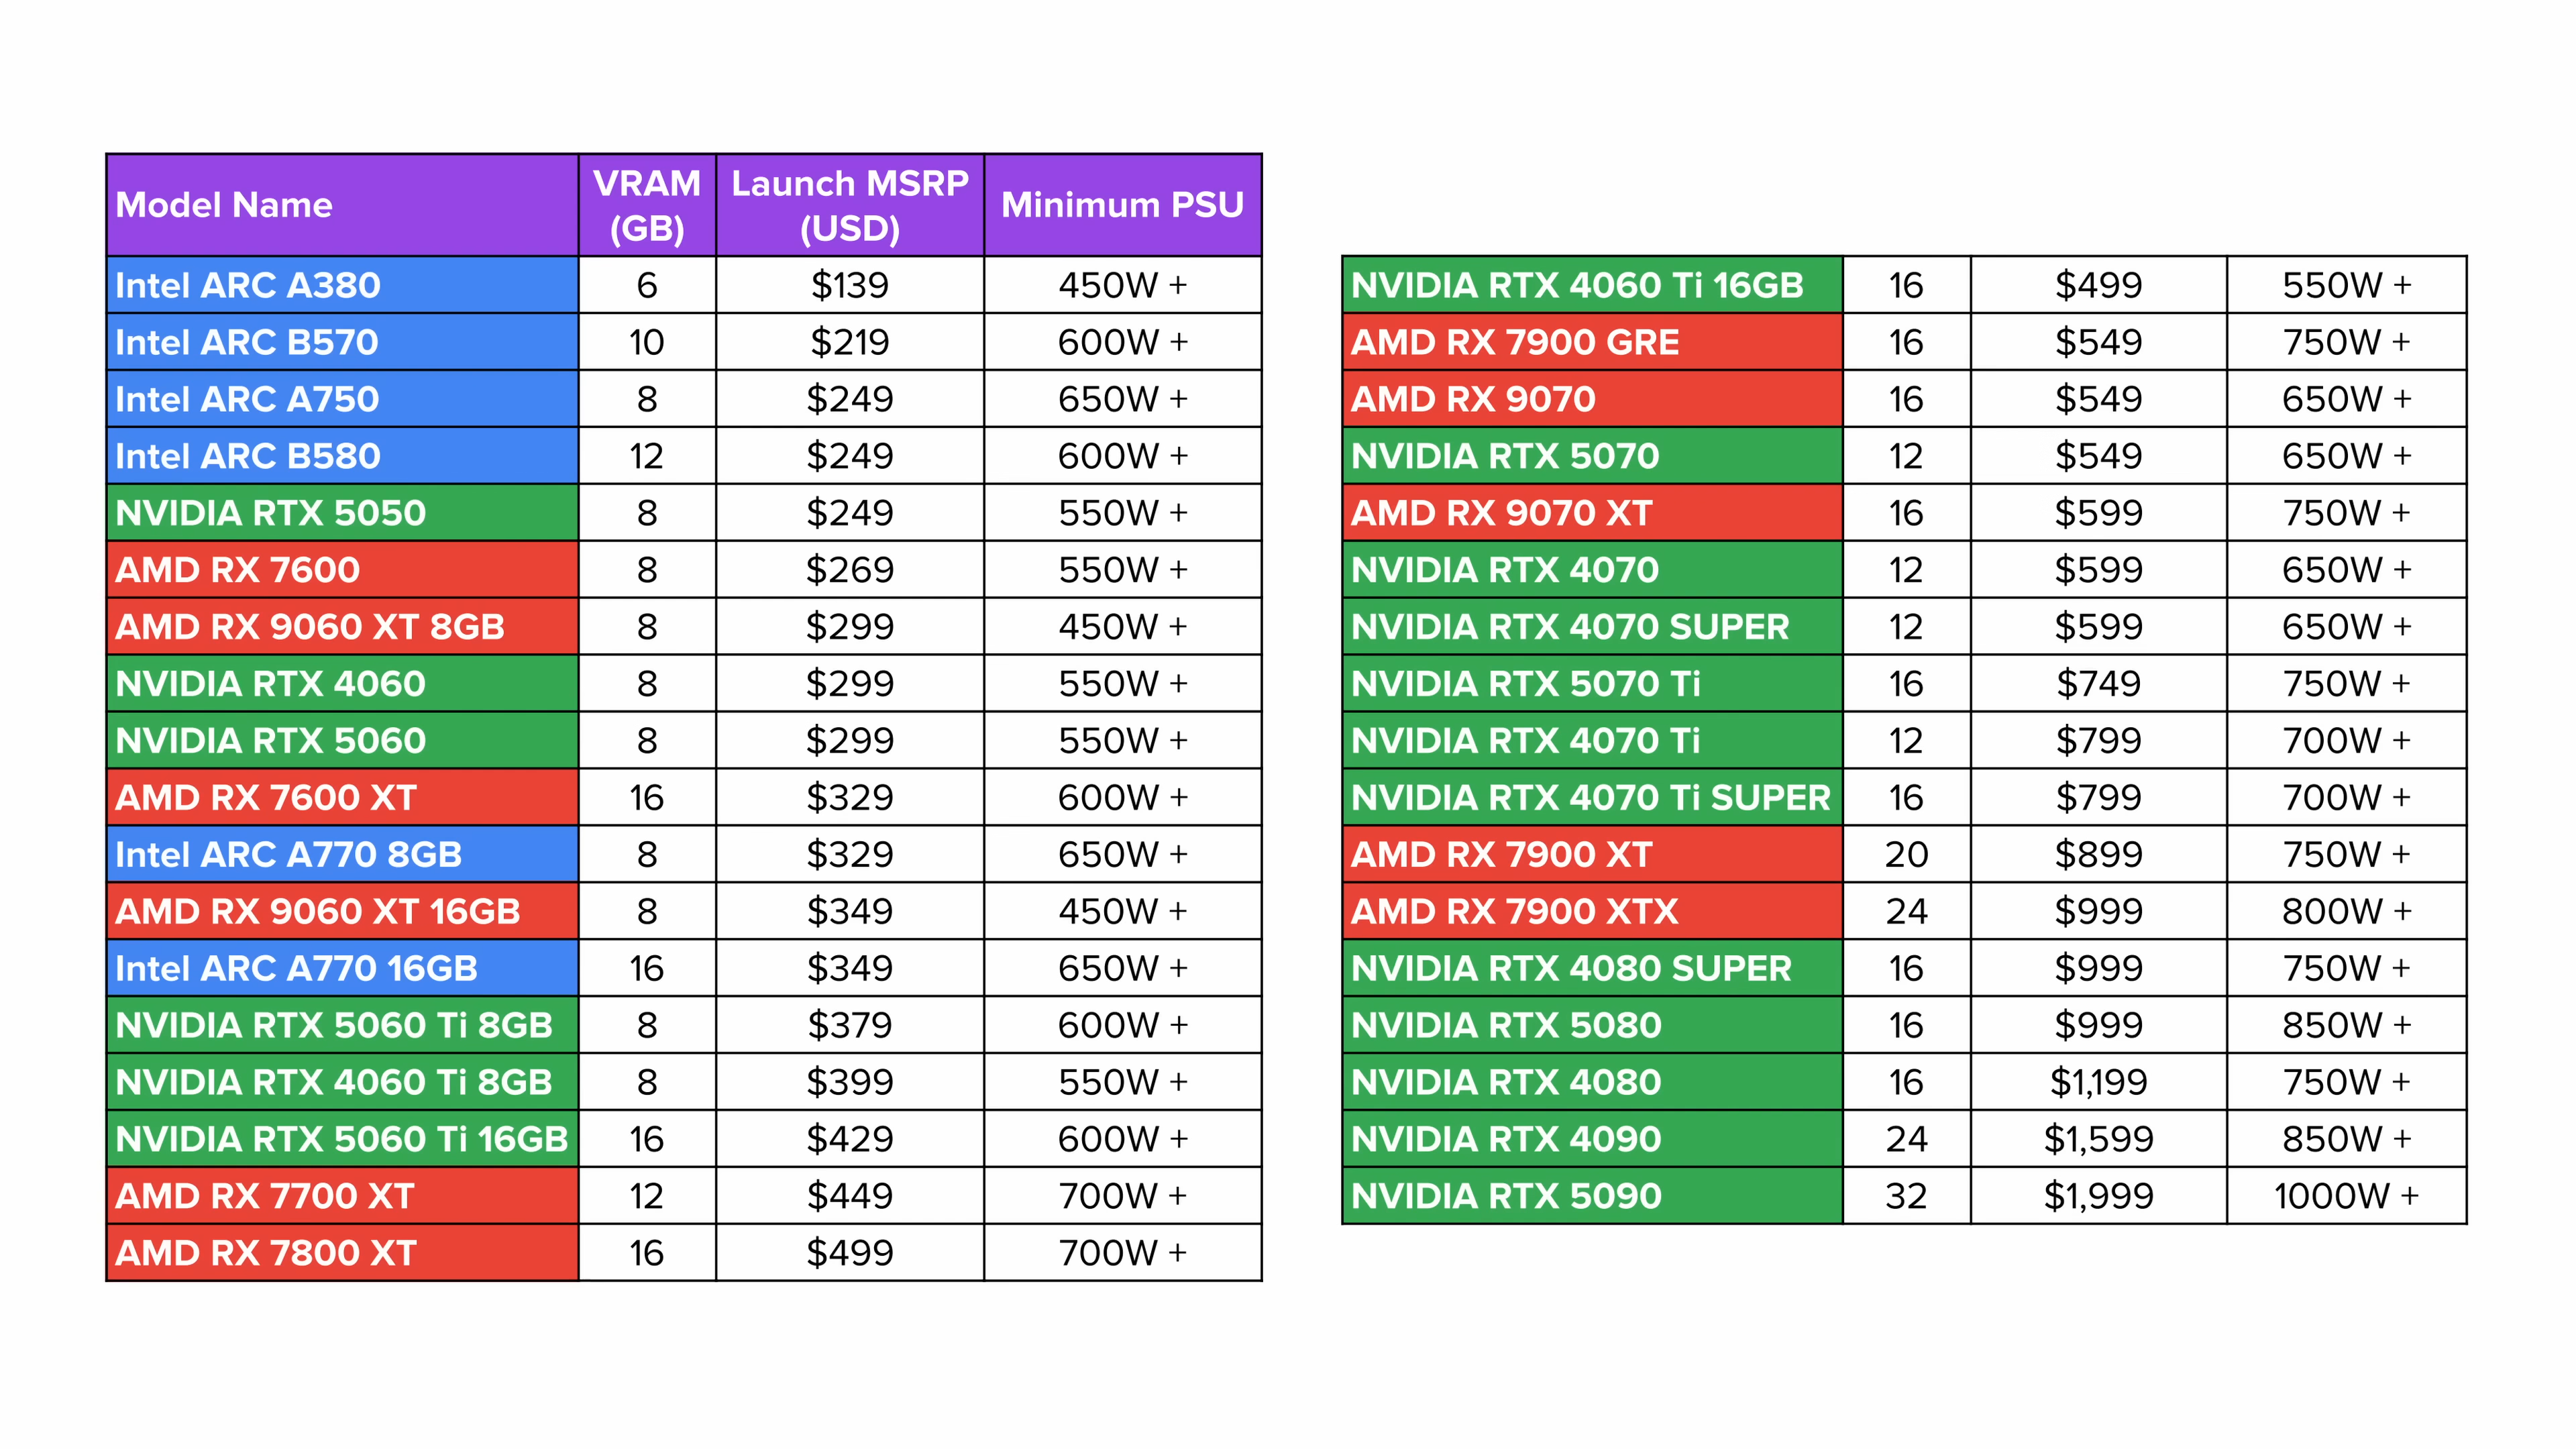 Model Name VRAM (GB) Launch MSRP (USD) Minimum PSU
Intel ARC A380 6 $139 450W +
Intel ARC B570 10 $219 600W +
Intel ARC A750 8 $249 650W +
Intel ARC B580 12 $249 600W +
NVIDIA RTX 5050 8 $249 550W +
AMD RX 7600 8 $269 550W +
AMD RX 9060 XT 8GB 8 $299 450W +
NVIDIA RTX 4060 8 $299 550W +
NVIDIA RTX 5060 8 $299 550W +
AMD RX 7600 XT 16 $329 600W +
Intel ARC A770 8GB 8 $329 650W +
AMD RX 9060 XT 16GB 8 $349 450W +
Intel ARC A770 16GB 16 $349 650W +
NVIDIA RTX 5060 Ti 8GB 8 $379 600W +
NVIDIA RTX 4060 Ti 8GB 8 $399 550W +
NVIDIA RTX 5060 Ti 16GB 16 $429 600W +
AMD RX 7700 XT 12 $449 700W +
AMD RX 7800 XT 16 $499 700W +
NVIDIA RTX 4060 Ti 16GB 16 $499 550W +
AMD RX 7900 GRE 16 $549 750W +
AMD RX 9070 16 $549 650W +
NVIDIA RTX 5070 12 $549 650W +
AMD RX 9070 XT 16 $599 750W +
NVIDIA RTX 4070 12 $599 650W +
NVIDIA RTX 4070 SUPER 12 $599 650W +
NVIDIA RTX 5070 Ti 16 $749 750W +
NVIDIA RTX 4070 Ti 12 $799 700W +
NVIDIA RTX 4070 Ti SUPER 16 $799 700W +
AMD RX 7900 XT 20 $899 750W +
AMD RX 7900 XTX 24 $999 800W +
NVIDIA RTX 4080 SUPER 16 $999 750W +
NVIDIA RTX 5080 16 $999 850W +
NVIDIA RTX 4080 16 $1,199 750W +
NVIDIA RTX 4090 24 $1,599 850W +
NVIDIA RTX 5090 32 $1,999 1000W +